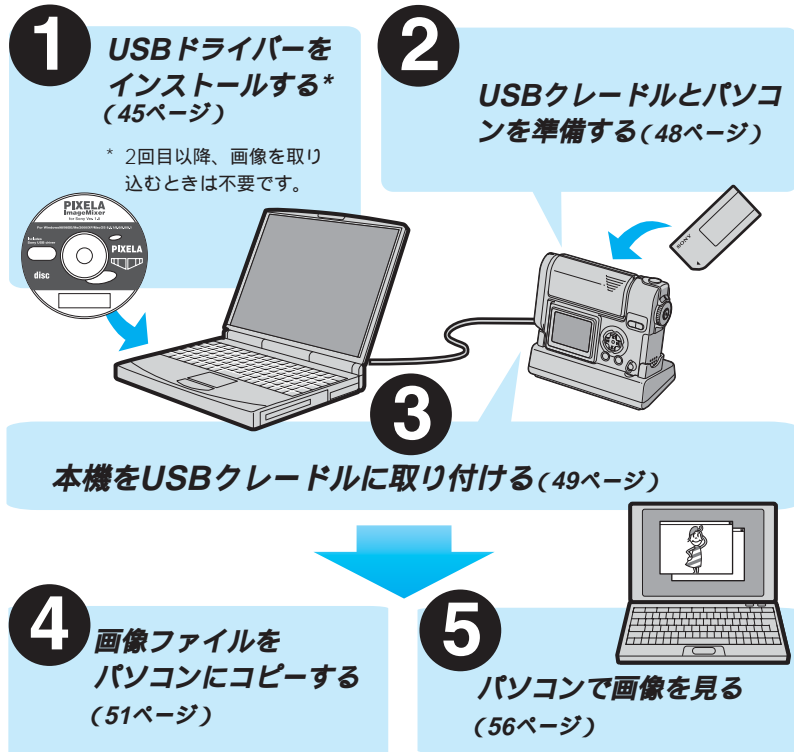 1
USBドライバーを
インストールする*
(45ページ)
* 2回目以降、画像を取り
込むときは不要です。
PIXELA
ImageMixer
for Sony Ver. 1.0
PIXELA
disc
2
USBクレードルとパソコ
ンを準備する(48ページ)
SONY
3
本機をUSBクレードルに取り付ける(49ページ)
4
画像ファイルを
パソコンにコピーする
(51ページ)
5
パソコンで画像を見る
(56ページ)